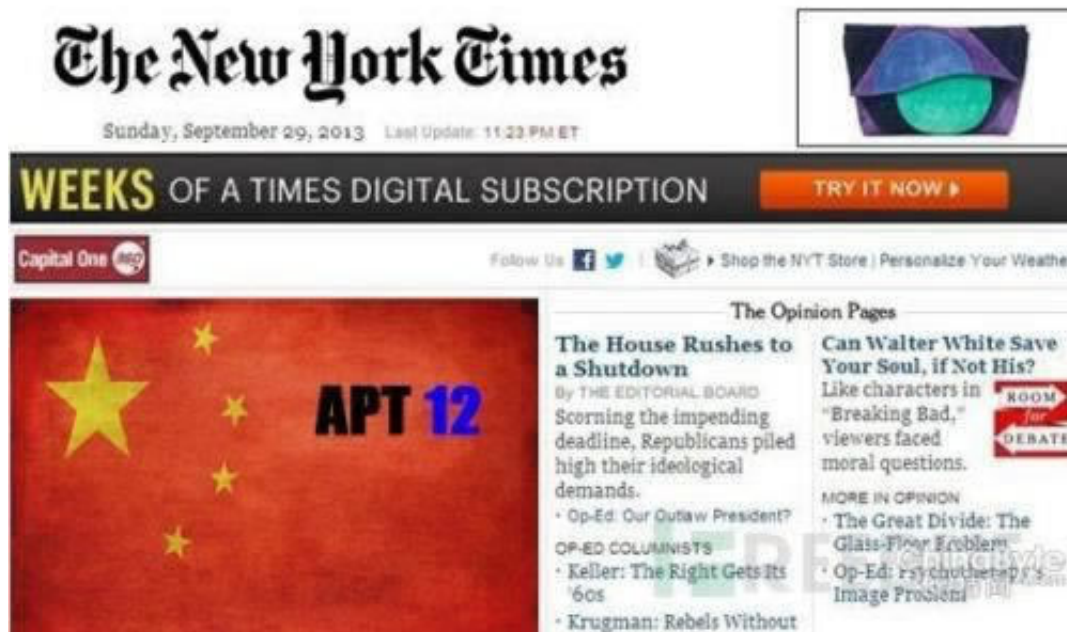 The New York Times
Sunday, September 29, 2013 Last Update: 11:23 PM ET
WEEKS OF A TIMES DIGITAL SUBSCRIPTION
TRY IT NOW
Capital One 360
Follow Us
Shop the NYT Store | Personalize Your Weathe
APT 12
The Opinion Pages
The House Rushes to
a Shutdown
By THE EDITORIAL BOARD
Scorning the impending
deadline, Republicans piled
high their ideological
demands.
· Op-Ed: Our Outlaw President?
OP-ED COLUMNISTS
· Keller: The Right Gets Its
'60s
· Krugman: Rebels Without
Can Walter White Save
Your Soul, if Not His?
Like characters in
"Breaking Bad,"
viewers faced
moral questions.
ROOM
for
DEBATE
MORE IN OPINION
· The Great Divide: The
Glass-Floor Problem
· Op-Ed: Psychotherapy's
Image Problem